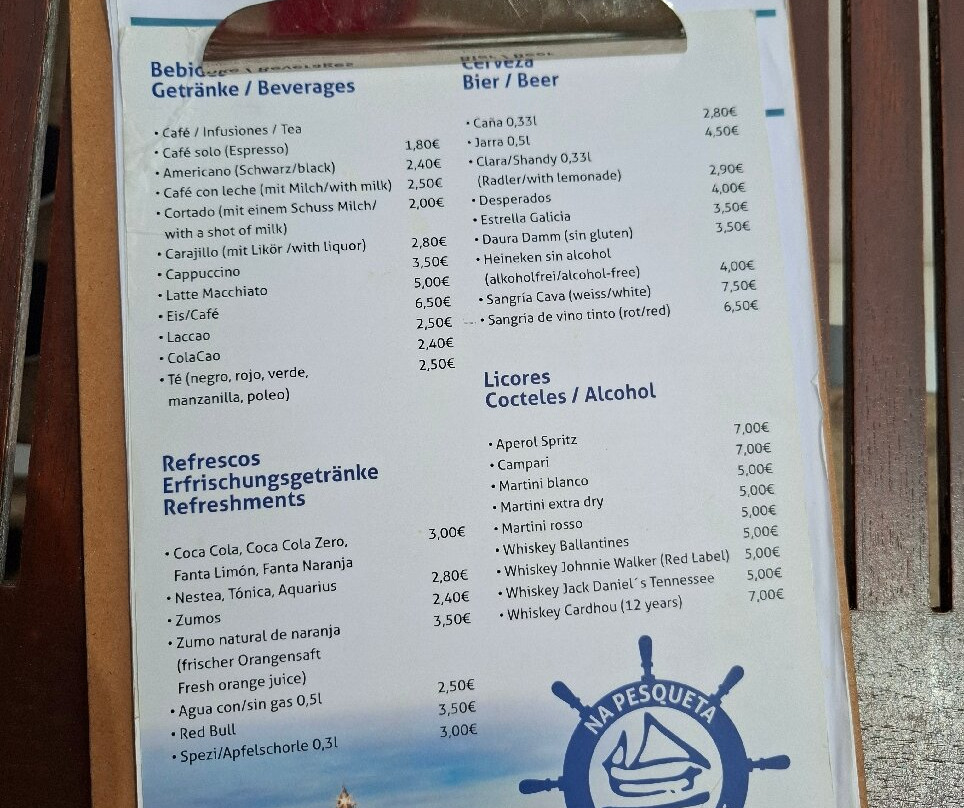 Bebid
Getränke / Beverages
• Café / Infusiones / Tea
• Café solo (Espresso) 1,80€
• Americano (Schwarz/black) 2,40€
• Café con leche (mit Milch/with milk) 2,50€
• Cortado (mit einem Schuss Milch/ 2,00€
with a shot of milk)
• Carajillo (mit Likör /with liquor) 2,80€
• Cappuccino 3,50€
• Latte Macchiato 5,00€
• Eis/Café 6,50€
• Laccao 2,50€
• ColaCao 2,40€
• Té (negro, rojo, verde, 2,50€
manzanilla, poleo)
Refrescos
Erfrischungsgetränke
Refreshments
• Coca Cola, Coca Cola Zero, 3,00€
Fanta Limón, Fanta Naranja
• Nestea, Tónica, Aquarius 2,80€
• Zumos 2,40€
• Zumo natural de naranja 3,50€
(frischer Orangensaft
Fresh orange juice)
• Agua con/sin gas 0,5l 2,50€
• Red Bull 3,50€
• Spezi/Apfelschorle 0,3l 3,00€
Cerveza
Bier / Beer
• Caña 0,33l 2,80€
• Jarra 0,5l 4,50€
• Clara/Shandy 0,33l
(Radler/with lemonade) 2,90€
• Desperados 4,00€
• Estrella Galicia 3,50€
• Daura Damm (sin gluten) 3,50€
• Heineken sin alcohol
(alkoholfrei/alcohol-free) 4,00€
• Sangría Cava (weiss/white) 7,50€
• Sangria de vino tinto (rot/red) 6,50€
Licores
Cocteles / Alcohol
• Aperol Spritz 7,00€
• Campari 7,00€
• Martini blanco 5,00€
• Martini extra dry 5,00€
• Martini rosso 5,00€
• Whiskey Ballantines 5,00€
• Whiskey Johnnie Walker (Red Label) 5,00€
• Whiskey Jack Daniel´s Tennessee 5,00€
• Whiskey Cardhou (12 years) 7,00€
NA PESQUETA